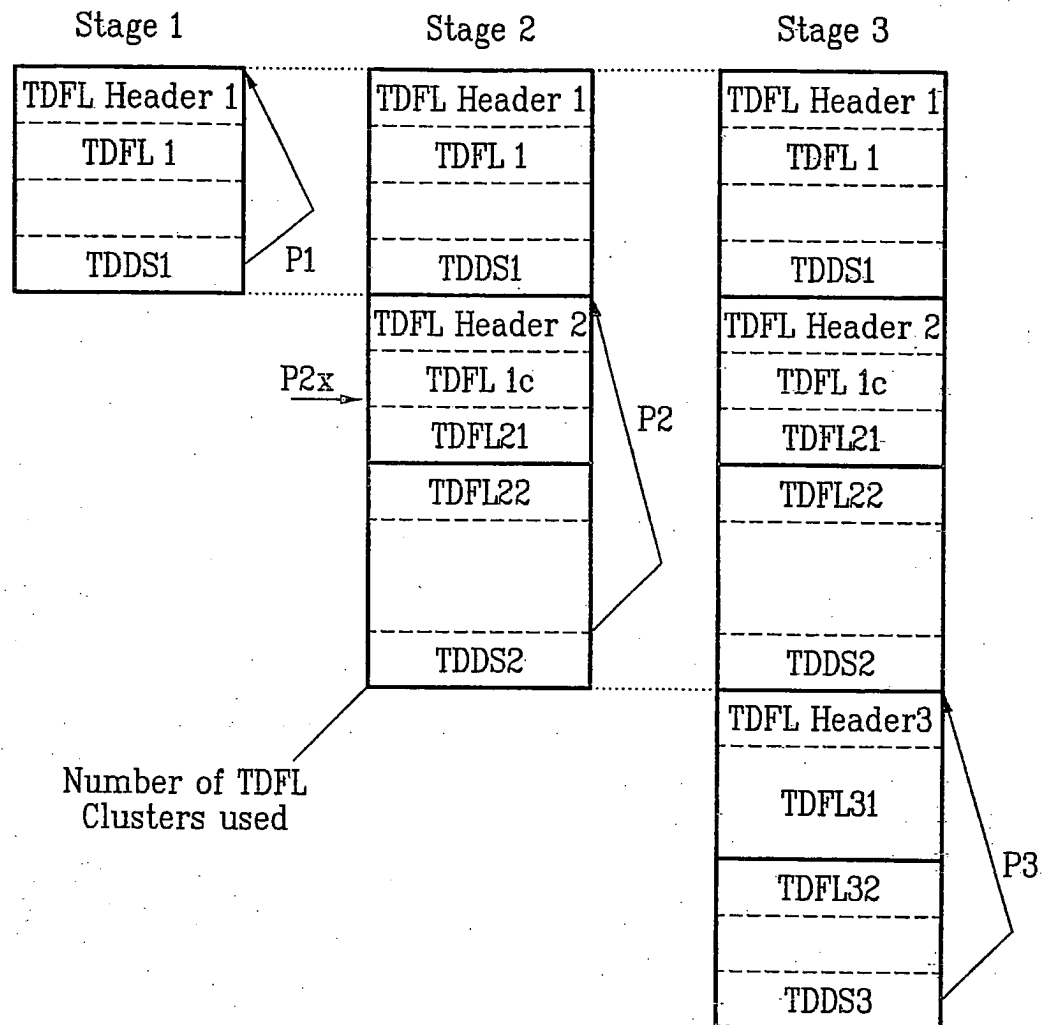 Stage 1
TDFL Header 1
TDFL 1
TDDS1
P1
Stage 2
TDFL Header 1
TDFL 1
TDDS1
TDFL Header 2
P2x
TDFL 1c
TDFL21
P2
TDFL22
TDDS2
Number of TDFL
Clusters used
Stage 3
TDFL Header 1
TDFL 1
TDDS1
TDFL Header 2
TDFL 1c
TDFL21
TDFL22
TDDS2
TDFL Header3
TDFL31
P3
TDFL32
TDDS3